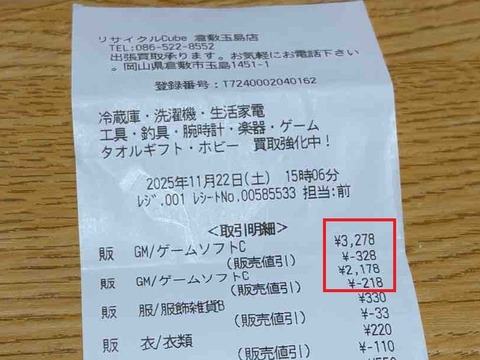 リサイクルCube 倉敷玉島店
TEL:086-522-8552
出張買取承ります。お気軽にお電話下さい
。岡山県倉敷市玉島1451-1
登録番号:T7240002040162
冷蔵庫・洗濯機・生活家電
工具・釣具・腕時計・楽器・ゲーム
タオルギフト・ホビー 買取強化中!
2025年11月22日(土) 15時06分
レジ.001 レシートNo.00585533 担当:前
<取引明細>
販 GM/ゲームソフトC ¥3,278
(販売値引) ¥-328
販 GM/ゲームソフトC ¥2,178
(販売値引) ¥-218
販 服/服飾雑貨B ¥330
(販売値引) ¥-33
販 衣/衣類 ¥220
(販売値引) ¥-110